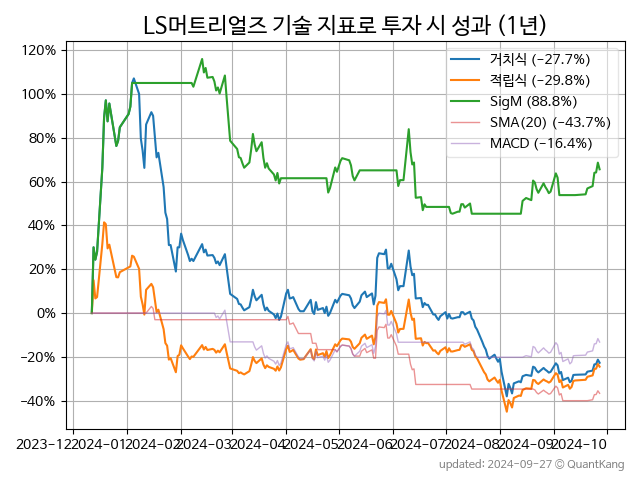 LS머트리얼즈 기술 지표로 투자 시 성과 (1년)
120%
100%
80%
60%
40%
20%
0%
−20%
−40%
거치식 (−27.7%)
적립식 (−29.8%)
SigM (88.8%)
SMA(20) (−43.7%)
MACD (−16.4%)
2023-12 2024-01 2024-02 2024-03 2024-04 2024-05 2024-06 2024-07 2024-08 2024-09 2024-10
updated: 2024-09-27 © QuantKang